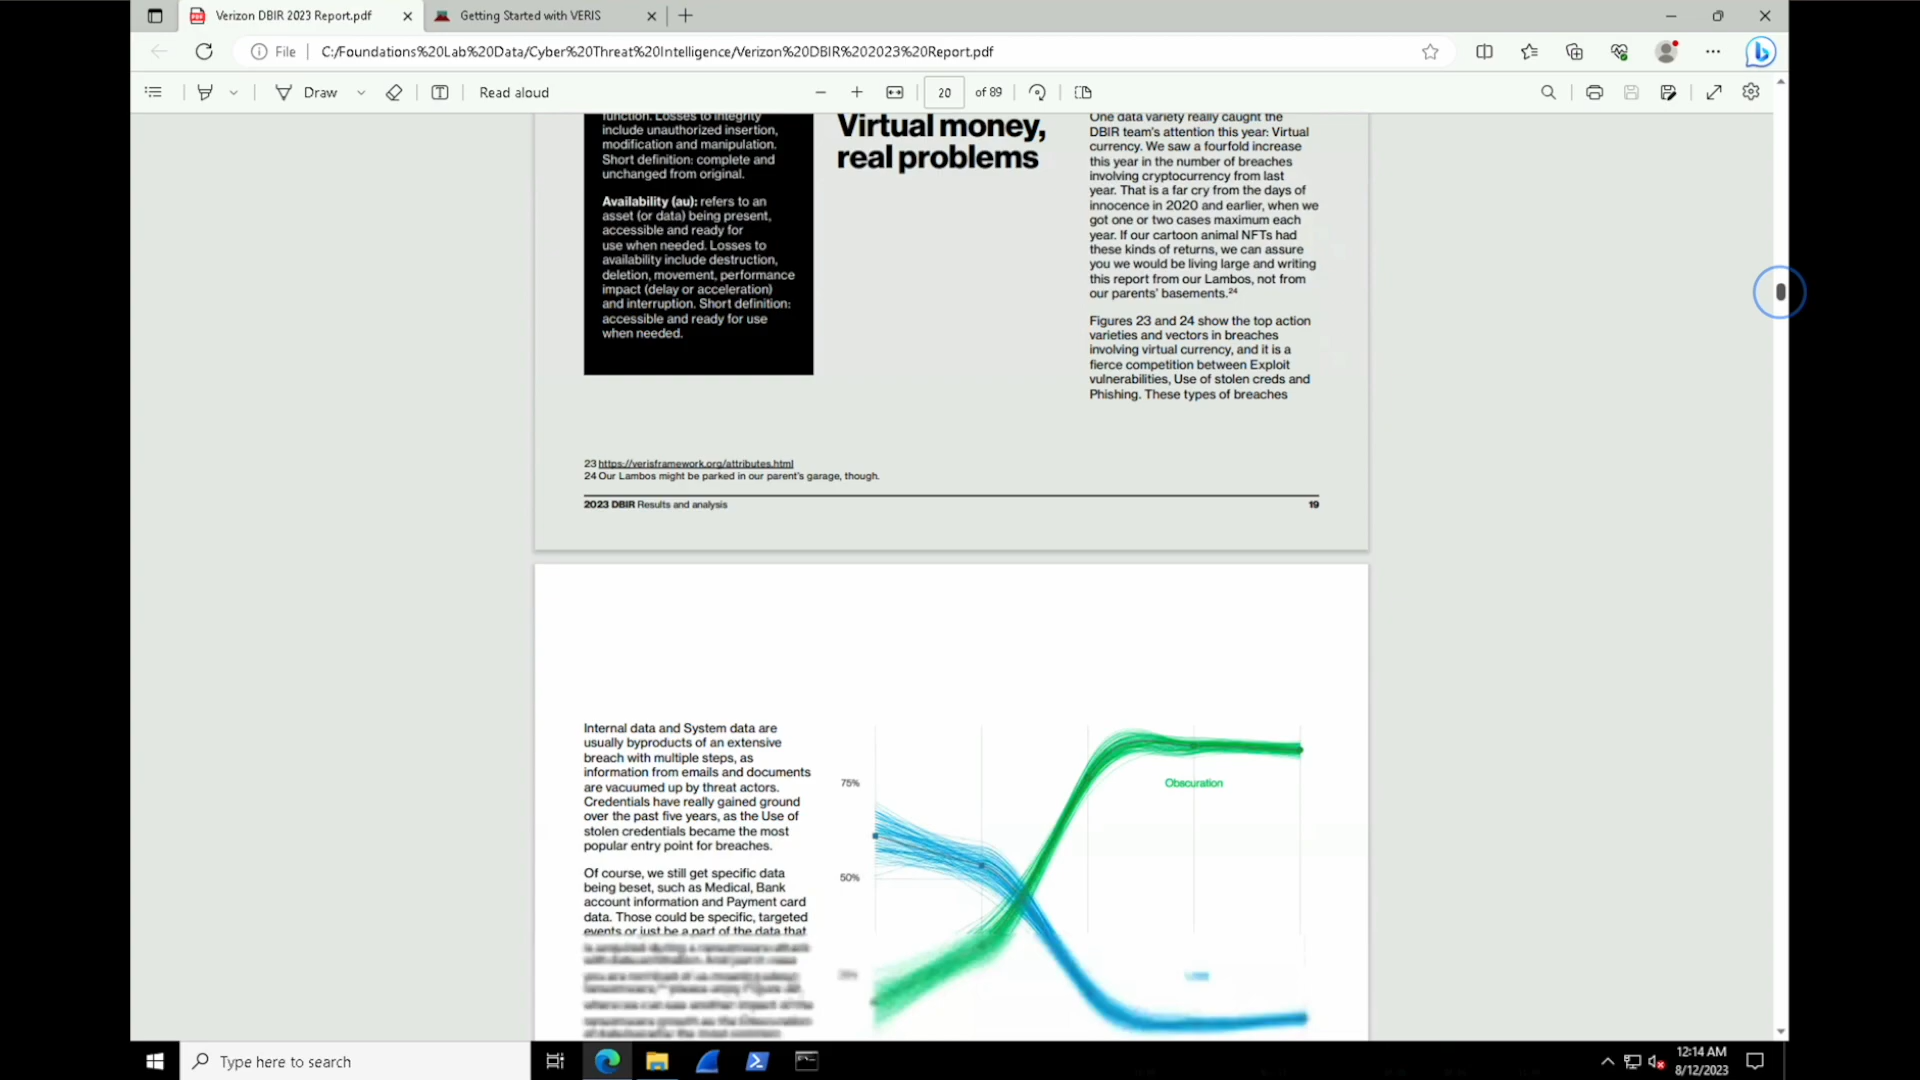 Verizon DBIR 2023 Report.pdf
Getting Started with VERIS
File
C:/Foundations%20Lab%20Data/Cyber%20Threat%20Intelligence/Verizon%20DBIR%202023%20Report.pdf
Draw
Read aloud
20
of 89
function. Losses to integrity
include unauthorized insertion,
modification and manipulation.
Short definition: complete and
unchanged from original.
Availability (au): refers to an
asset (or data) being present,
accessible and ready for
use when needed. Losses to
availability include destruction,
deletion, movement, performance
impact (delay or acceleration)
and interruption. Short definition:
accessible and ready for use
when needed.
Virtual money,
real problems
One data variety really caught the
DBIR team's attention this year: Virtual
currency. We saw a fourfold increase
this year in the number of breaches
involving cryptocurrency from last
year. That is a far cry from the days of
innocence in 2020 and earlier, when we
got one or two cases maximum each
year. If our cartoon animal NFTs had
these kinds of returns, we can assure
you we would be living large and writing
this report from our Lambos, not from
our parents' basements.24
Figures 23 and 24 show the top action
varieties and vectors in breaches
involving virtual currency, and it is a
fierce competition between Exploit
vulnerabilities, Use of stolen creds and
Phishing. These types of breaches
23 https://verisframework.org/attributes.html
24 Our Lambos might be parked in our parent's garage, though.
2023 DBIR Results and analysis
19
Internal data and System data are
usually byproducts of an extensive
breach with multiple steps, as
information from emails and documents
are vacuumed up by threat actors.
Credentials have really gained ground
over the past five years, as the Use of
stolen credentials became the most
popular entry point for breaches.
Of course, we still get specific data
being beset, such as Medical, Bank
account information and Payment card
data. Those could be specific, targeted
events or just be a part of the data that
75%
Obscuration
50%
Type here to search
12:14 AM
8/12/2023